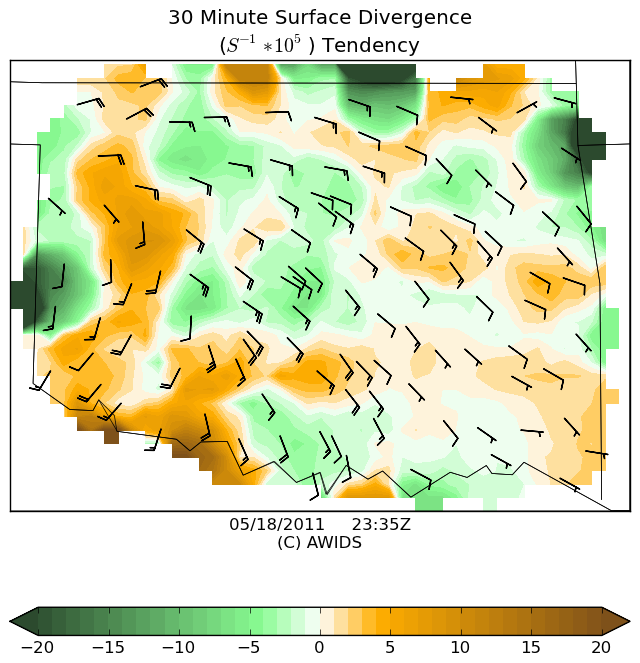 30 Minute Surface Divergence
(S⁻¹ *10⁵ ) Tendency
05/18/2011 23:35Z
(C) AWIDS
−20 −15 −10 −5 0 5 10 15 20